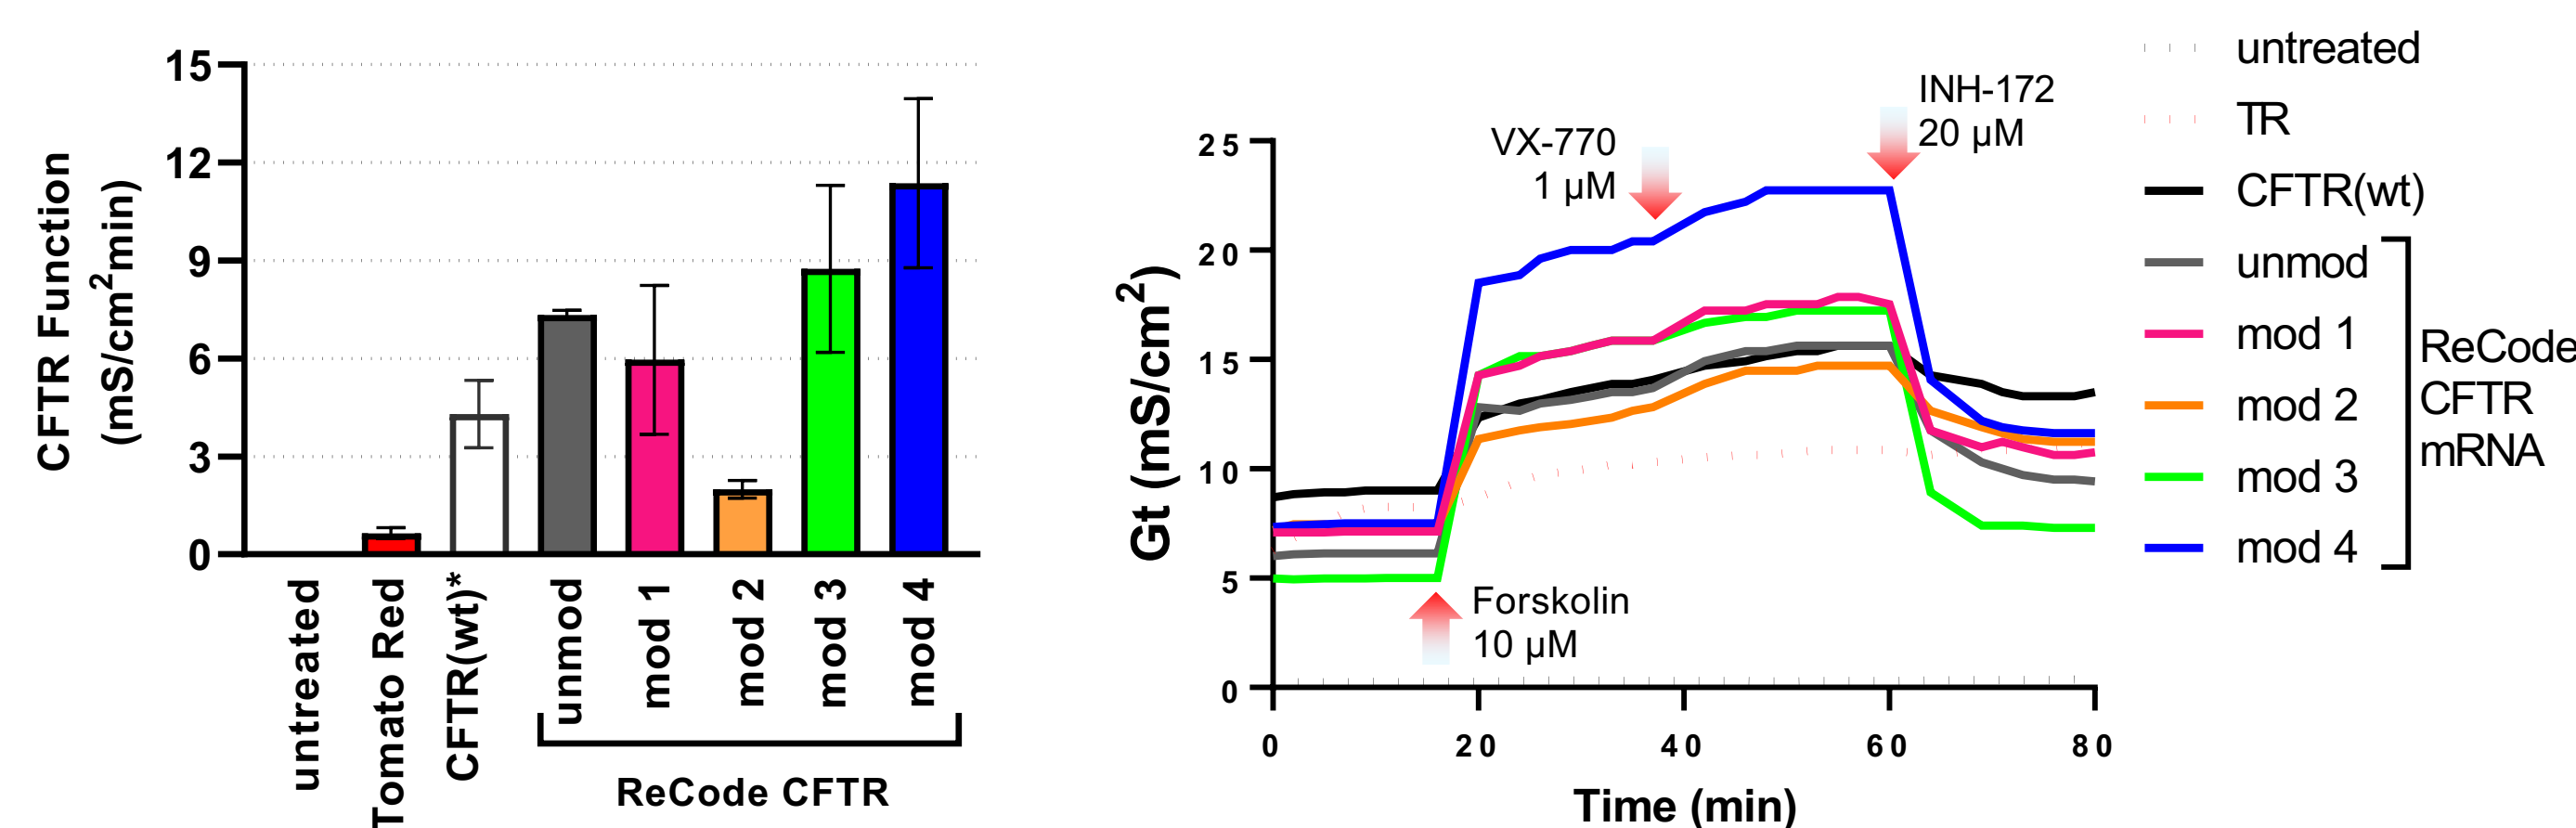 CFTR Function
(mS/cm²min)
15
12
9
6
3
0
untreated
Tomato Red
CFTR(wt)*
unmod
mod 1
mod 2
mod 3
mod 4
ReCode CFTR
Gt (mS/cm²)
25
20
15
10
5
0
0
20
40
60
80
Time (min)
Forskolin
10 µM
VX-770
1 µM
INH-172
20 µM
untreated
TR
CFTR(wt)
unmod
mod 1
mod 2
mod 3
mod 4
ReCode
CFTR
mRNA